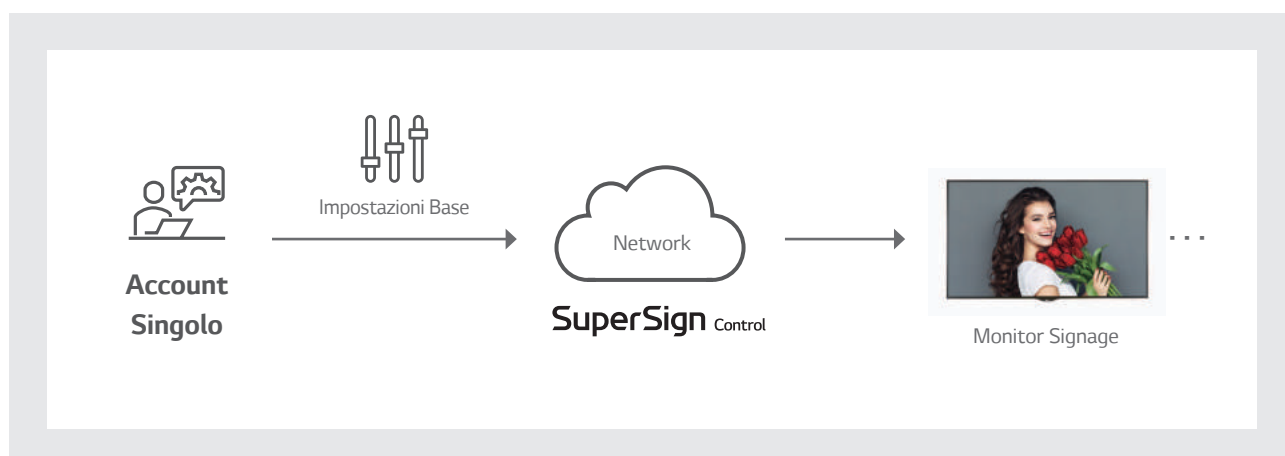 Impostazioni Base
Account
Singolo
Network
SuperSign Control
Monitor Signage
...